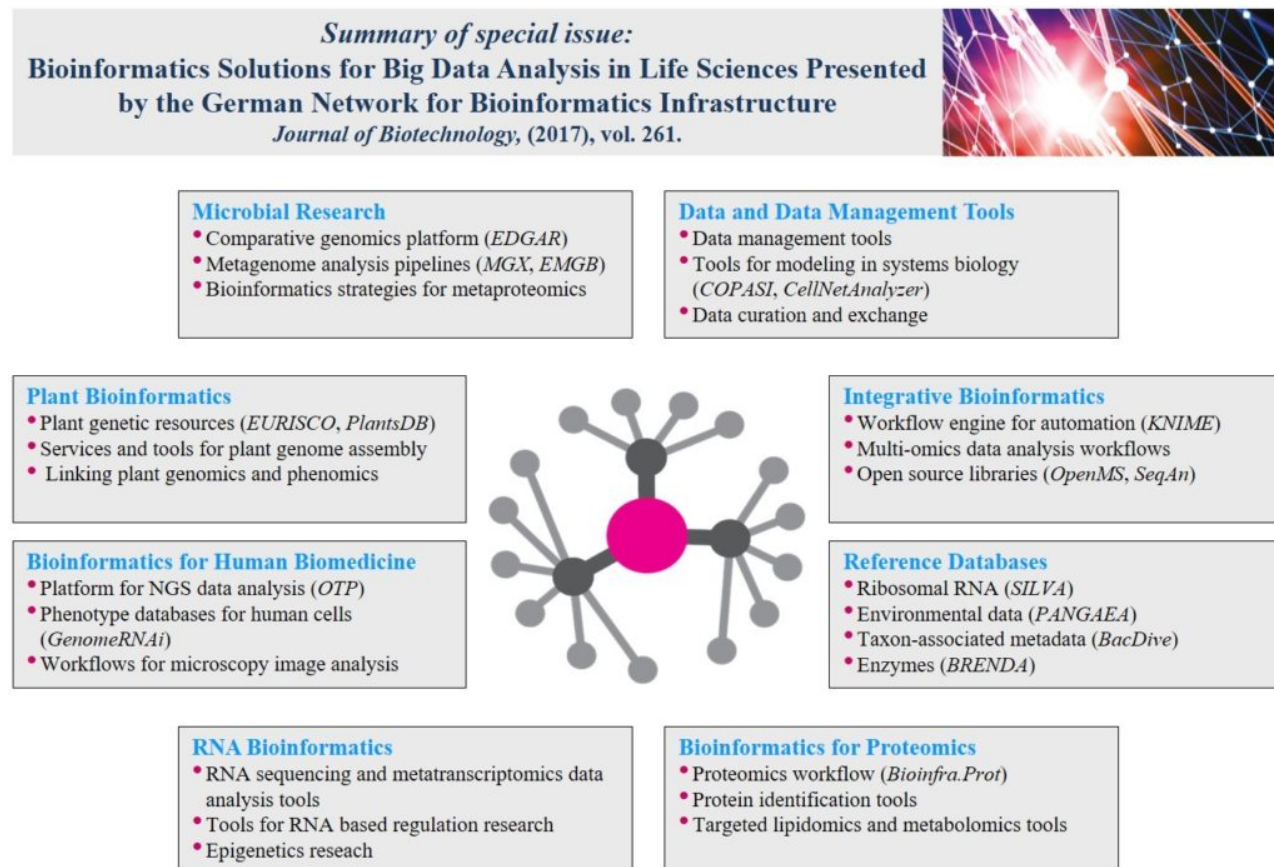 Summary of special issue:
Bioinformatics Solutions for Big Data Analysis in Life Sciences Presented
by the German Network for Bioinformatics Infrastructure
Journal of Biotechnology, (2017), vol. 261.
Microbial Research
• Comparative genomics platform (EDGAR)
• Metagenome analysis pipelines (MGX, EMGB)
• Bioinformatics strategies for metaproteomics
Data and Data Management Tools
• Data management tools
• Tools for modeling in systems biology
(COPASI, CellNetAnalyzer)
• Data curation and exchange
Plant Bioinformatics
• Plant genetic resources (EURISCO, PlantsDB)
• Services and tools for plant genome assembly
• Linking plant genomics and phenomics
Integrative Bioinformatics
• Workflow engine for automation (KNIME)
• Multi-omics data analysis workflows
• Open source libraries (OpenMS, SeqAn)
Bioinformatics for Human Biomedicine
• Platform for NGS data analysis (OTP)
• Phenotype databases for human cells
(GenomeRNAi)
• Workflows for microscopy image analysis
Reference Databases
• Ribosomal RNA (SILVA)
• Environmental data (PANGAEA)
• Taxon-associated metadata (BacDive)
• Enzymes (BRENDA)
RNA Bioinformatics
• RNA sequencing and metatranscriptomics data
analysis tools
• Tools for RNA based regulation research
• Epigenetics reseach
Bioinformatics for Proteomics
• Proteomics workflow (Bioinfra.Prot)
• Protein identification tools
• Targeted lipidomics and metabolomics tools